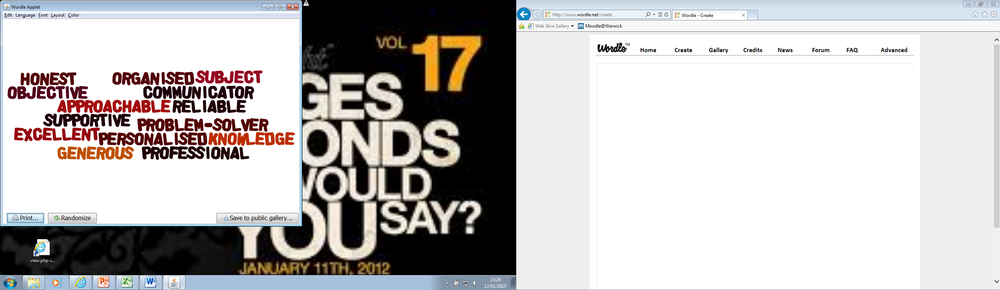 Wordle Applet
Edit Language Font Layout Color
HONEST ORGANISED SUBJECT
OBJECTIVE COMMUNICATOR
APPROACHABLE RELIABLE
SUPPORTIVE PROBLEM-SOLVER
EXCELLENT PERSONALISED KNOWLEDGE
GENEROUS PROFESSIONAL
Print... Randomize Save to public gallery...
VOL 17
GES
ONDS
WOULD
YOU SAY?
JANUARY 11TH, 2012
view.php-i...
15:29
12/02/2015
http://www.wordle.net/create
Wordle - Create
Web Slice Gallery Moodle@Warwick
Wordle™ Home Create Gallery Credits News Forum FAQ Advanced